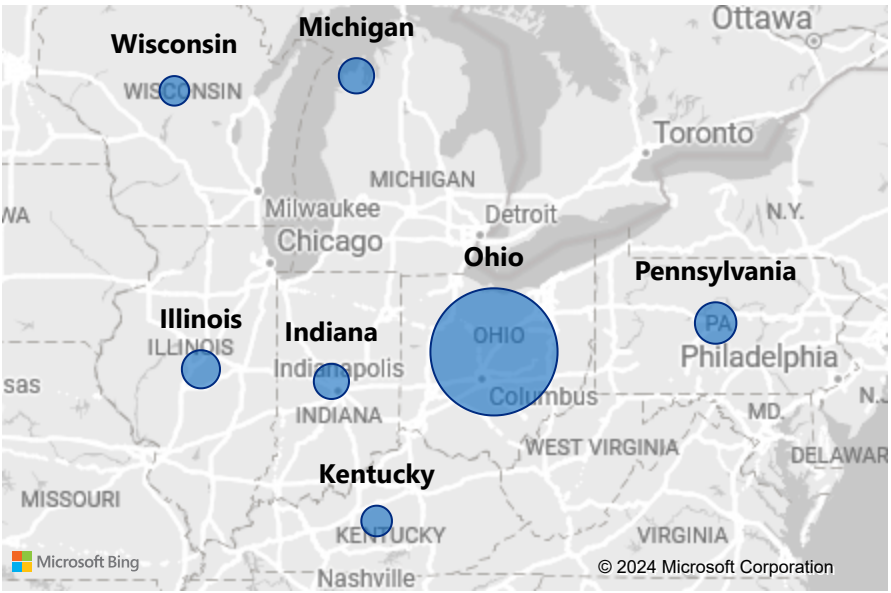 Ottawa
Wisconsin
Michigan
WISCONSIN
Toronto
MICHIGAN
WA
Milwaukee
Detroit
N.Y.
Chicago
Ohio
Pennsylvania
Illinois
Indiana
OHIO
PA
ILLINOIS
Indianapolis
Philadelphia
sas
Columbus
N.J.
INDIANA
MD.
WEST VIRGINIA
DELAWAR
Kentucky
MISSOURI
KENTUCKY
VIRGINIA
Microsoft Bing
© 2024 Microsoft Corporation
Nashville